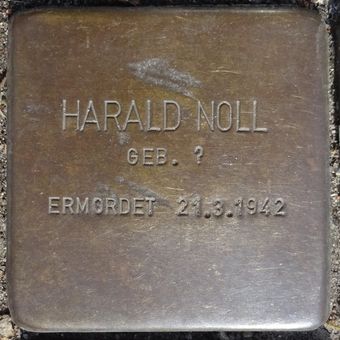 HARALD NOLL
GEB. ?
ERMORDET 21.3.1942